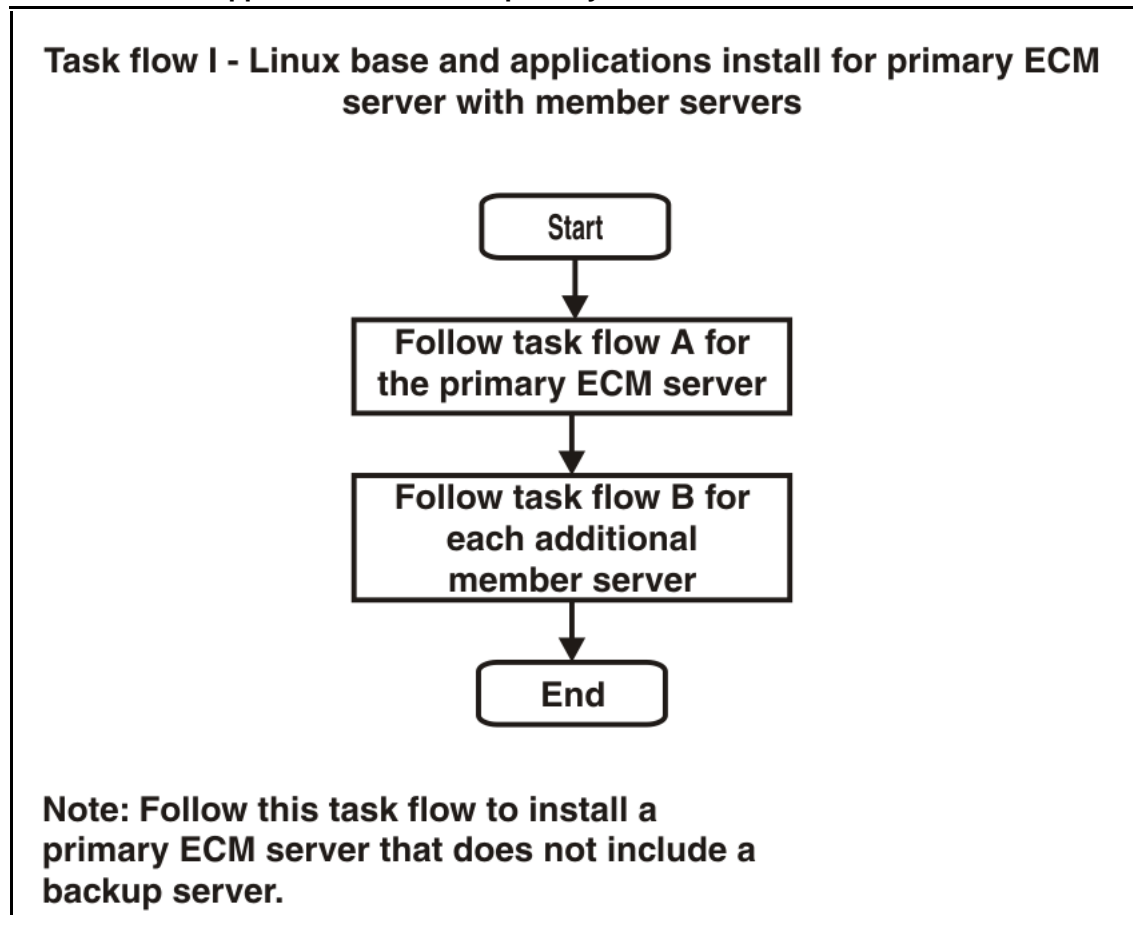 Task flow I - Linux base and applications install for primary ECM
server with member servers
Start
Follow task flow A for
the primary ECM server
Follow task flow B for
each additional
member server
End
Note: Follow this task flow to install a
primary ECM server that does not include a
backup server.